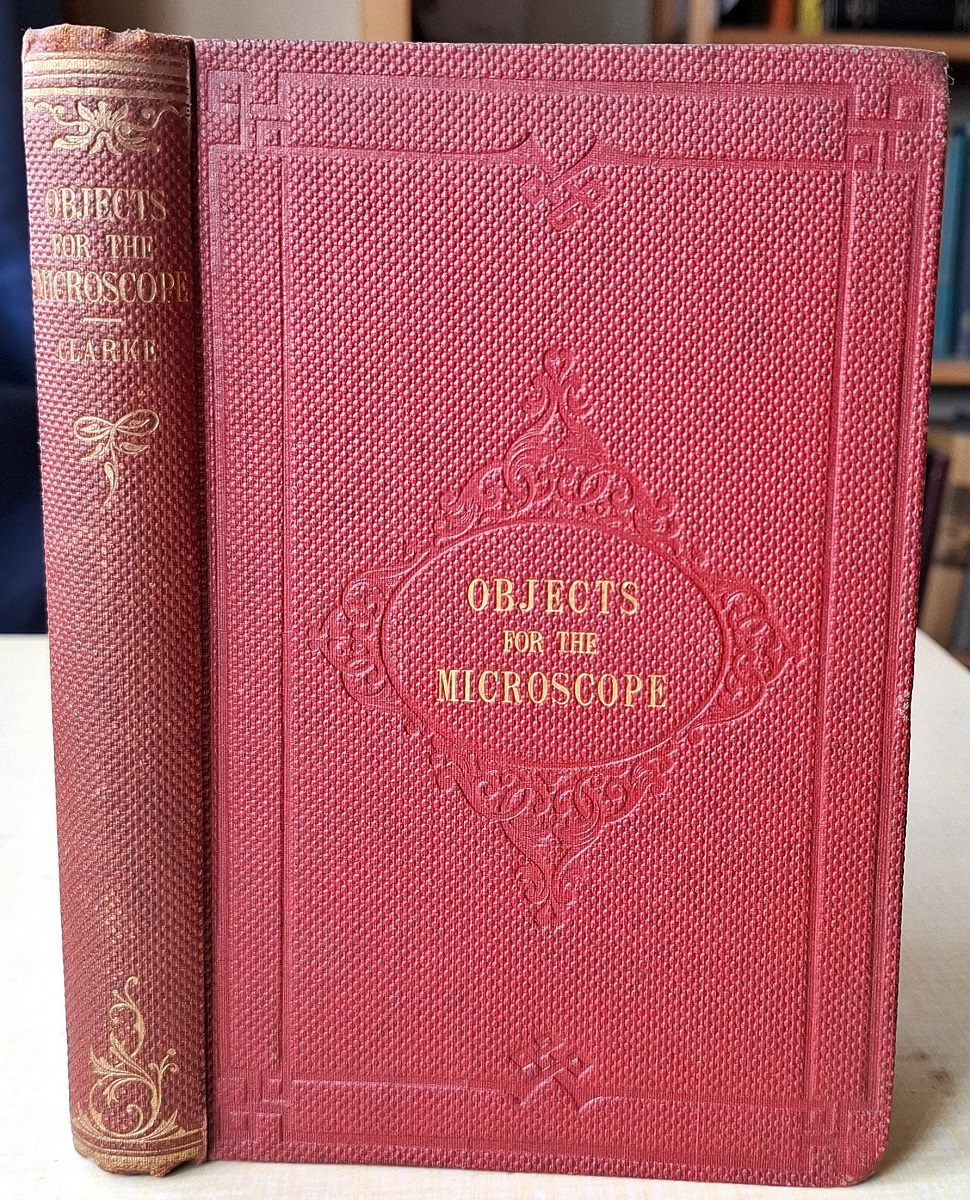 OBJECTS
FOR THE
MICROSCOPE
CLARKE
OBJECTS
FOR THE
MICROSCOPE